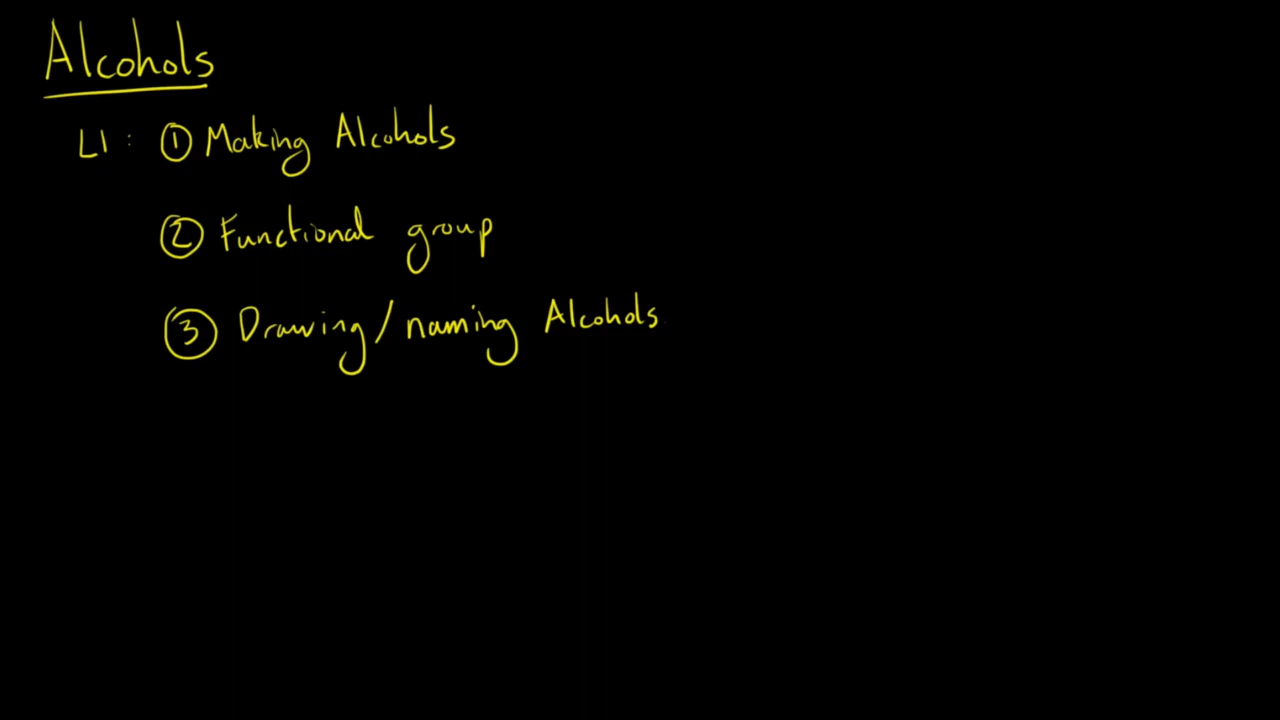 Alcohols
LI: ① Making Alcohols
② Functional group
③ Drawing/naming Alcohols